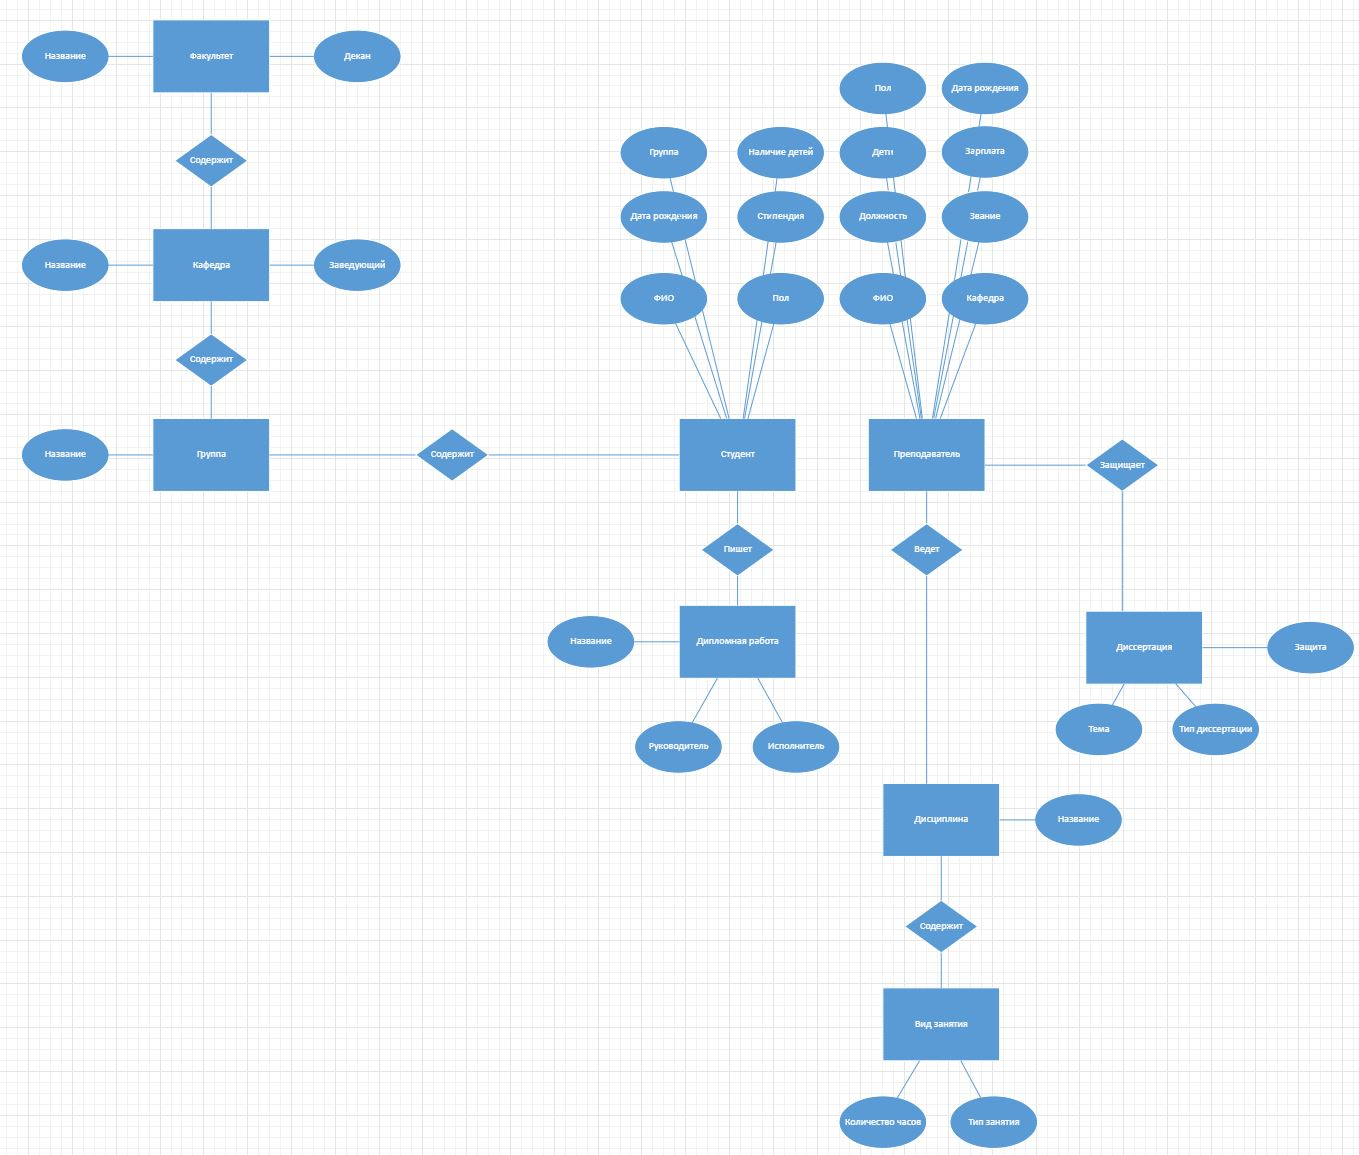 Название
Факультет
Декан
Содержит
Название
Кафедра
Заведующий
Содержит
Название
Группа
Содержит
Группа
Наличие детей
Дата рождения
Стипендия
ФИО
Пол
Студент
Пол
Дата рождения
Дети
Зарплата
Должность
Звание
ФИО
Кафедра
Преподаватель
Защищает
Пишет
Ведет
Название
Дипломная работа
Руководитель
Исполнитель
Диссертация
Защита
Тема
Тип диссертации
Дисциплина
Название
Содержит
Вид занятия
Количество часов
Тип занятия